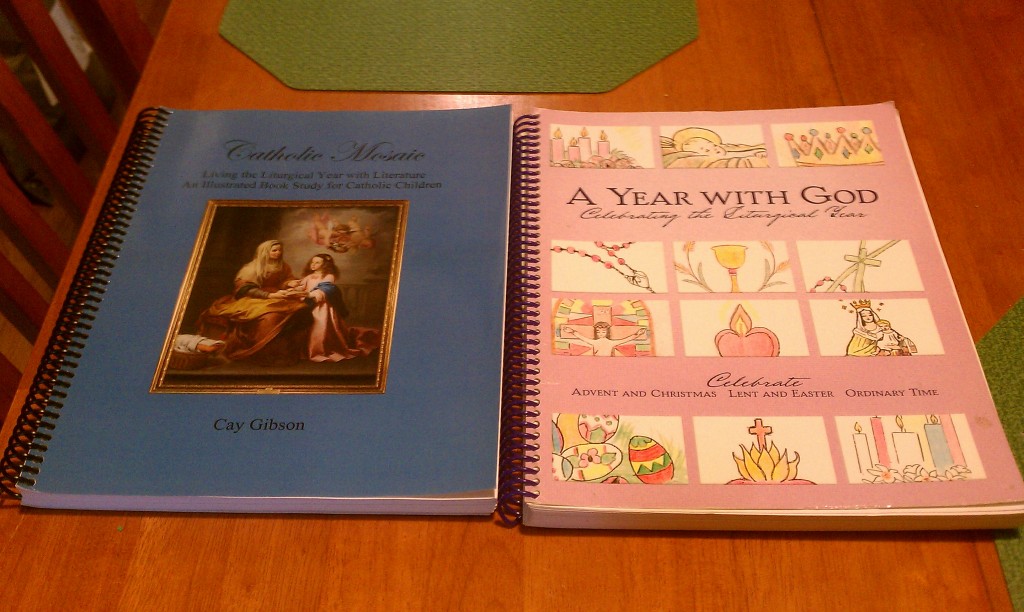 Catholic Mosaic
Living the Liturgical Year with Literature
An Illustrated Book Study for Catholic Children
Cay Gibson
A YEAR WITH GOD
Celebrating the Liturgical Year
Celebrate
ADVENT AND CHRISTMAS LENT AND EASTER ORDINARY TIME